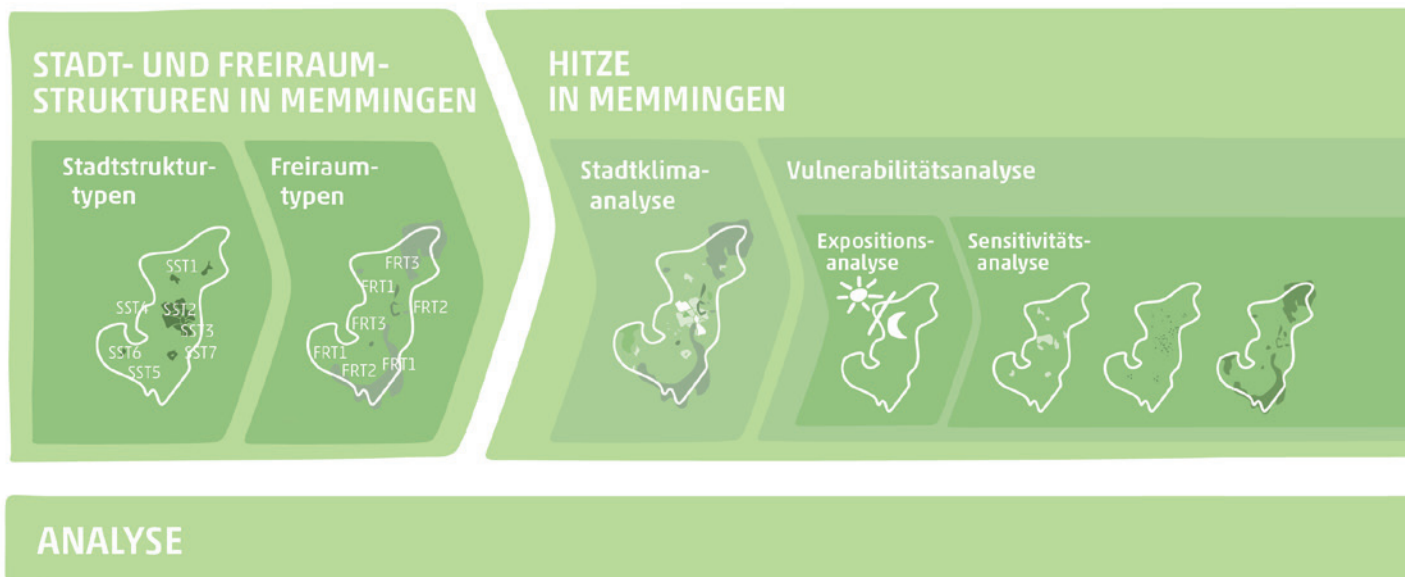 STADT- UND FREIRAUM-
STRUKTUREN IN MEMMINGEN
Stadtstruktur-
typen
SST1
SST4
SST2
SST3
SST6
SST7
SST5
Freiraum-
typen
FRT3
FRT1
FRT2
FRT3
FRT1
FRT1
FRT2
HITZE
IN MEMMINGEN
Stadtklima-
analyse
Vulnerabilitätsanalyse
Expositions-
analyse
Sensitivitäts-
analyse
ANALYSE